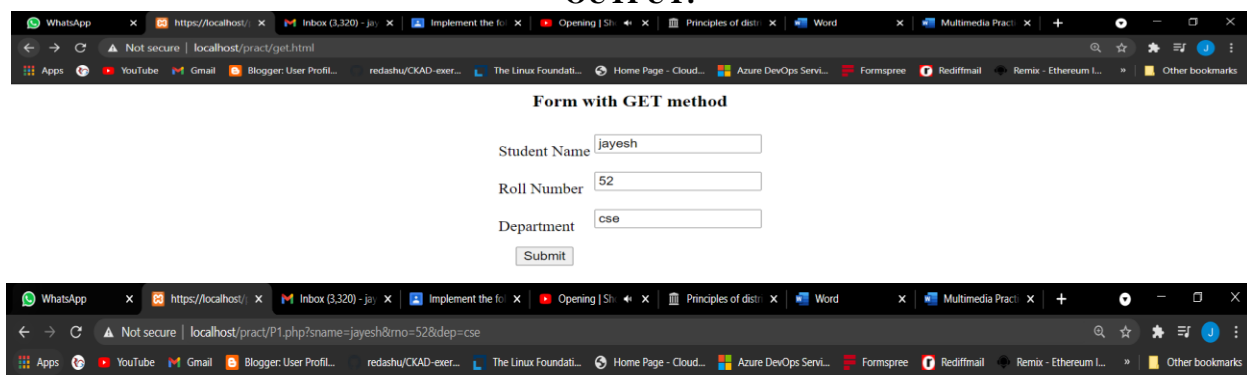 OUTPUT:
WhatsApp https://localhost/ Inbox (3,320) - jay Implement the fo Opening | Sh Principles of distr Word Multimedia Pract
Not secure | localhost/pract/get.html
Apps YouTube Gmail Blogger: User Profil... redashu/CKAD-exer... The Linux Foundati... Home Page - Cloud... Azure DevOps Servi... Formspree Rediffmail Remix - Ethereum I... » Other bookmarks
Form with GET method
Student Name jayesh
Roll Number 52
Department cse
Submit
WhatsApp https://localhost/ Inbox (3,320) - jay Implement the fo Opening | Sh Principles of distr Word Multimedia Pract
Not secure | localhost/pract/P1.php?sname=jayesh&rno=52&dep=cse
Apps YouTube Gmail Blogger: User Profil... redashu/CKAD-exer... The Linux Foundati... Home Page - Cloud... Azure DevOps Servi... Formspree Rediffmail Remix - Ethereum I... » Other bookmarks